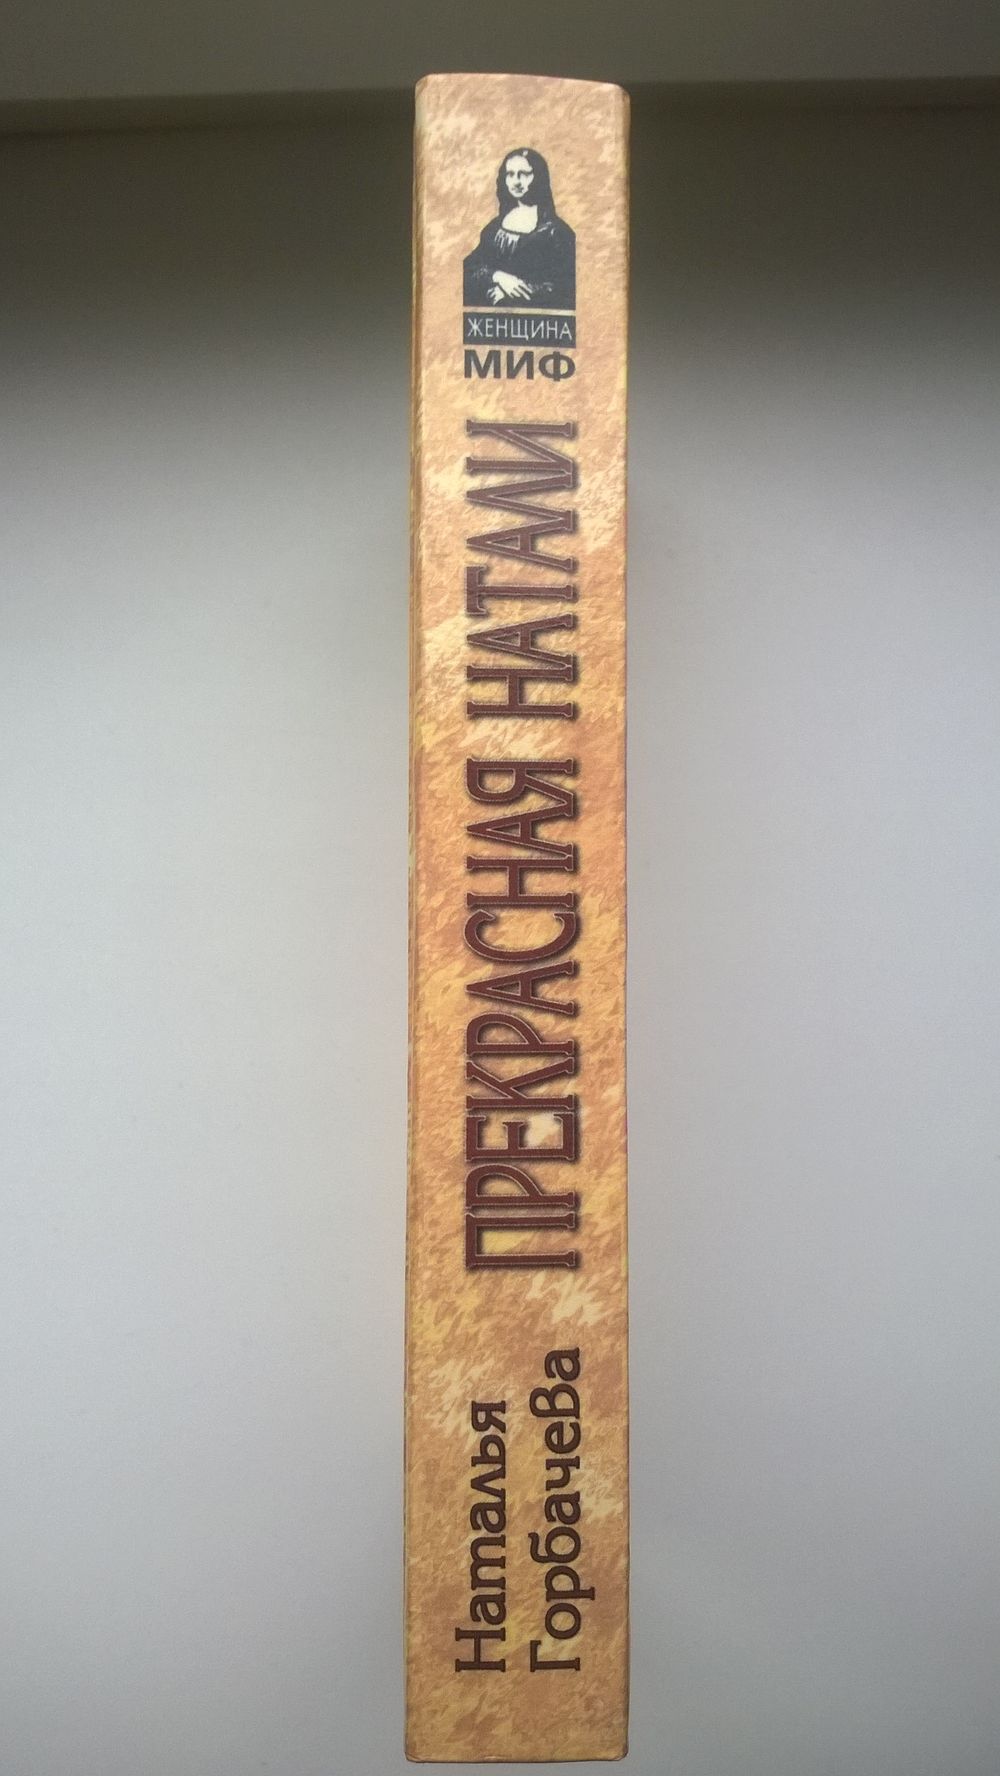 ЖЕНЩИНА
МИФ
ПРЕКРАСНАЯ НАТАЛИ
Наталья
Горбачева